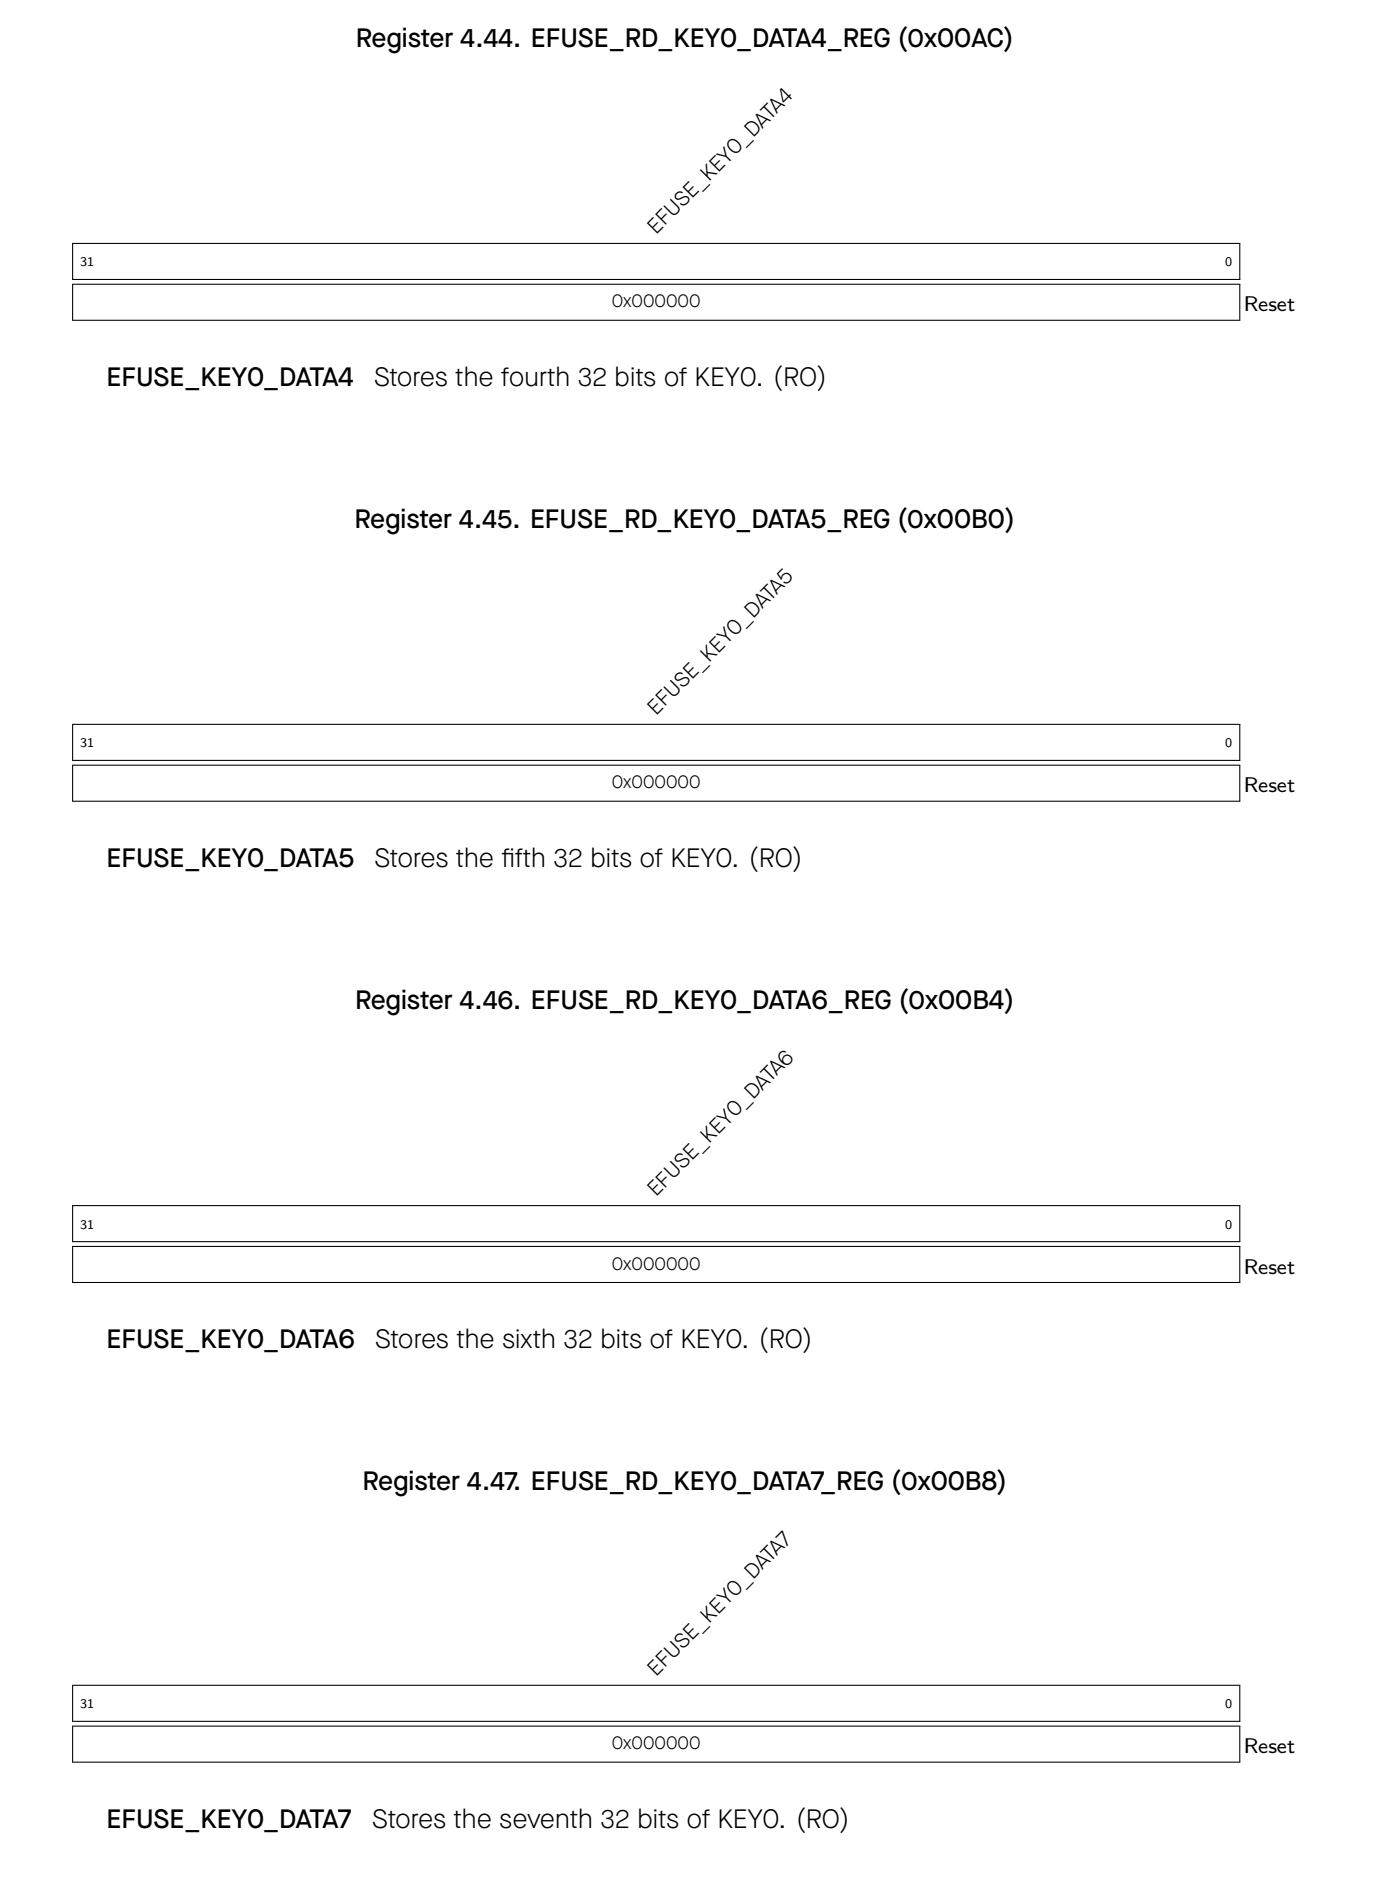 Register 4.44. EFUSE_RD_KEY0_DATA4_REG (0x00AC)
EFUSE_KEY0_DATA4
31 0
0x000000 Reset
EFUSE_KEY0_DATA4 Stores the fourth 32 bits of KEY0. (RO)
Register 4.45. EFUSE_RD_KEY0_DATA5_REG (0x00B0)
EFUSE_KEY0_DATA5
31 0
0x000000 Reset
EFUSE_KEY0_DATA5 Stores the fifth 32 bits of KEY0. (RO)
Register 4.46. EFUSE_RD_KEY0_DATA6_REG (0x00B4)
EFUSE_KEY0_DATA6
31 0
0x000000 Reset
EFUSE_KEY0_DATA6 Stores the sixth 32 bits of KEY0. (RO)
Register 4.47. EFUSE_RD_KEY0_DATA7_REG (0x00B8)
EFUSE_KEY0_DATA7
31 0
0x000000 Reset
EFUSE_KEY0_DATA7 Stores the seventh 32 bits of KEY0. (RO)